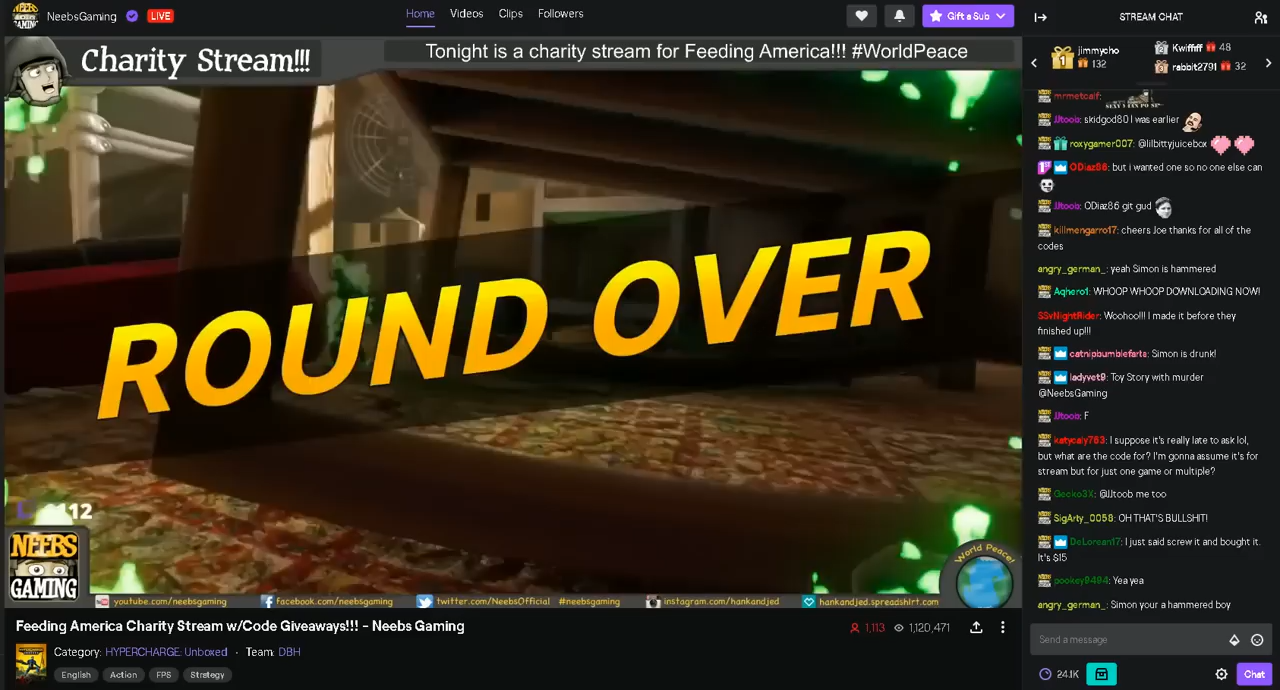 NeebsGaming LIVE
Home Videos Clips Followers
Gift a Sub
STREAM CHAT
Charity Stream!!!
Tonight is a charity stream for Feeding America!!! #WorldPeace
1 jimmycho
132
Kwiffiff 48
rabbit2791 32
ROUND OVER
NEEBS
GAMING
World Peace!
youtube.com/neebsgaming facebook.com/neebsgaming twitter.com/NeebsOfficial #neebsgaming instagram.com/hankandjed hankandjed.spreadshirt.com
Feeding America Charity Stream w/Code Giveaways!!! - Neebs Gaming
1,113 1,120,471
Category: HYPERCHARGE: Unboxed · Team: DBH
English Action FPS Strategy
mrmetcalf:
JJtoob: skidgod80 I was earlier
roxygamer007: @lilbittyjuicebox
ODiaz86: but i wanted one so no one else can
JJtoob: ODiaz86 git gud
killmengarro17: cheers Joe thanks for all of the
codes
angry_german_: yeah Simon is hammered
Aqhero1: WHOOP WHOOP DOWNLOADING NOW!
SSvNightRider: Woohoo!!! I made it before they
finished up!!!
catnipbumblefarts: Simon is drunk!
ladyvet9: Toy Story with murder
@NeebsGaming
JJtoob: F
katycaly763: I suppose it's really late to ask lol,
but what are the code for? I'm gonna assume it's for
stream but for just one game or multiple?
Gecko3X: @JJtoob me too
SigArty_0058: OH THAT'S BULLSHIT!
DeLorean17: I just said screw it and bought it.
It's $15
pookey9494: Yea yea
angry_german_: Simon your a hammered boy
Send a message
24.1K
Chat